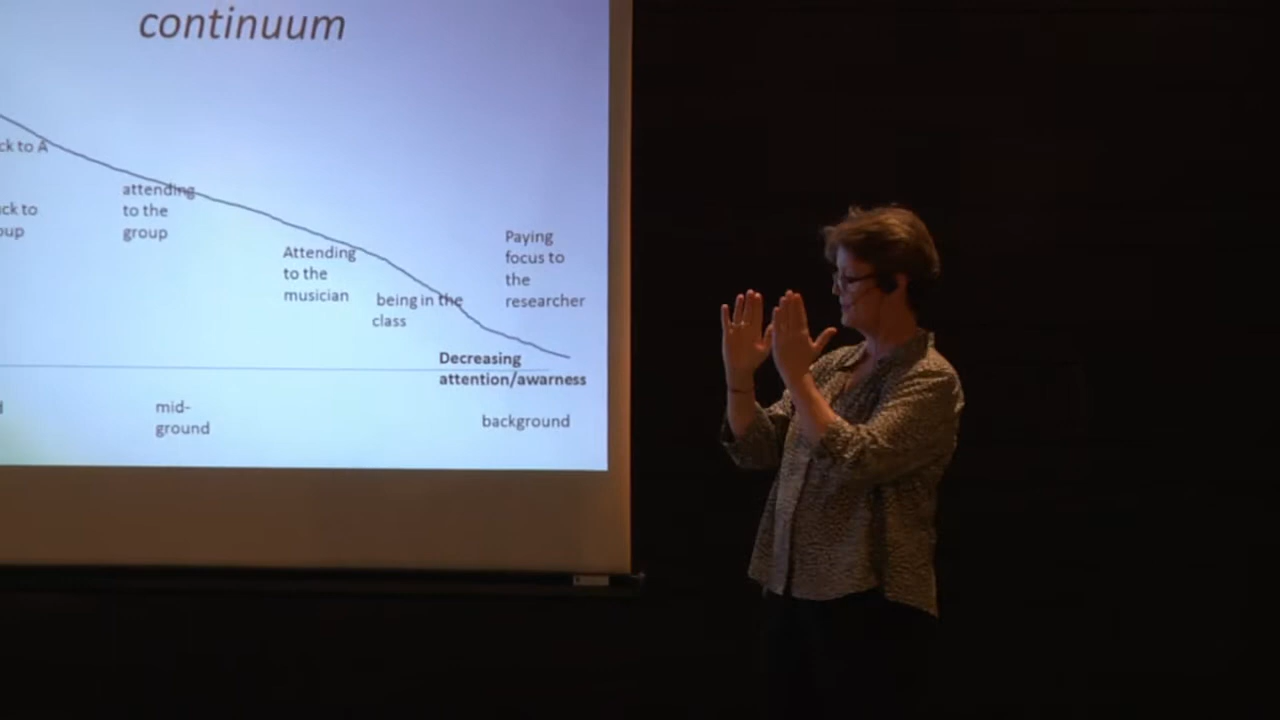 continuum
ck to A
attending
to the
group
ck to
up
Attending
to the
musician
being in the
class
Paying
focus to
the
researcher
Decreasing
attention/awarness
mid-
ground
background